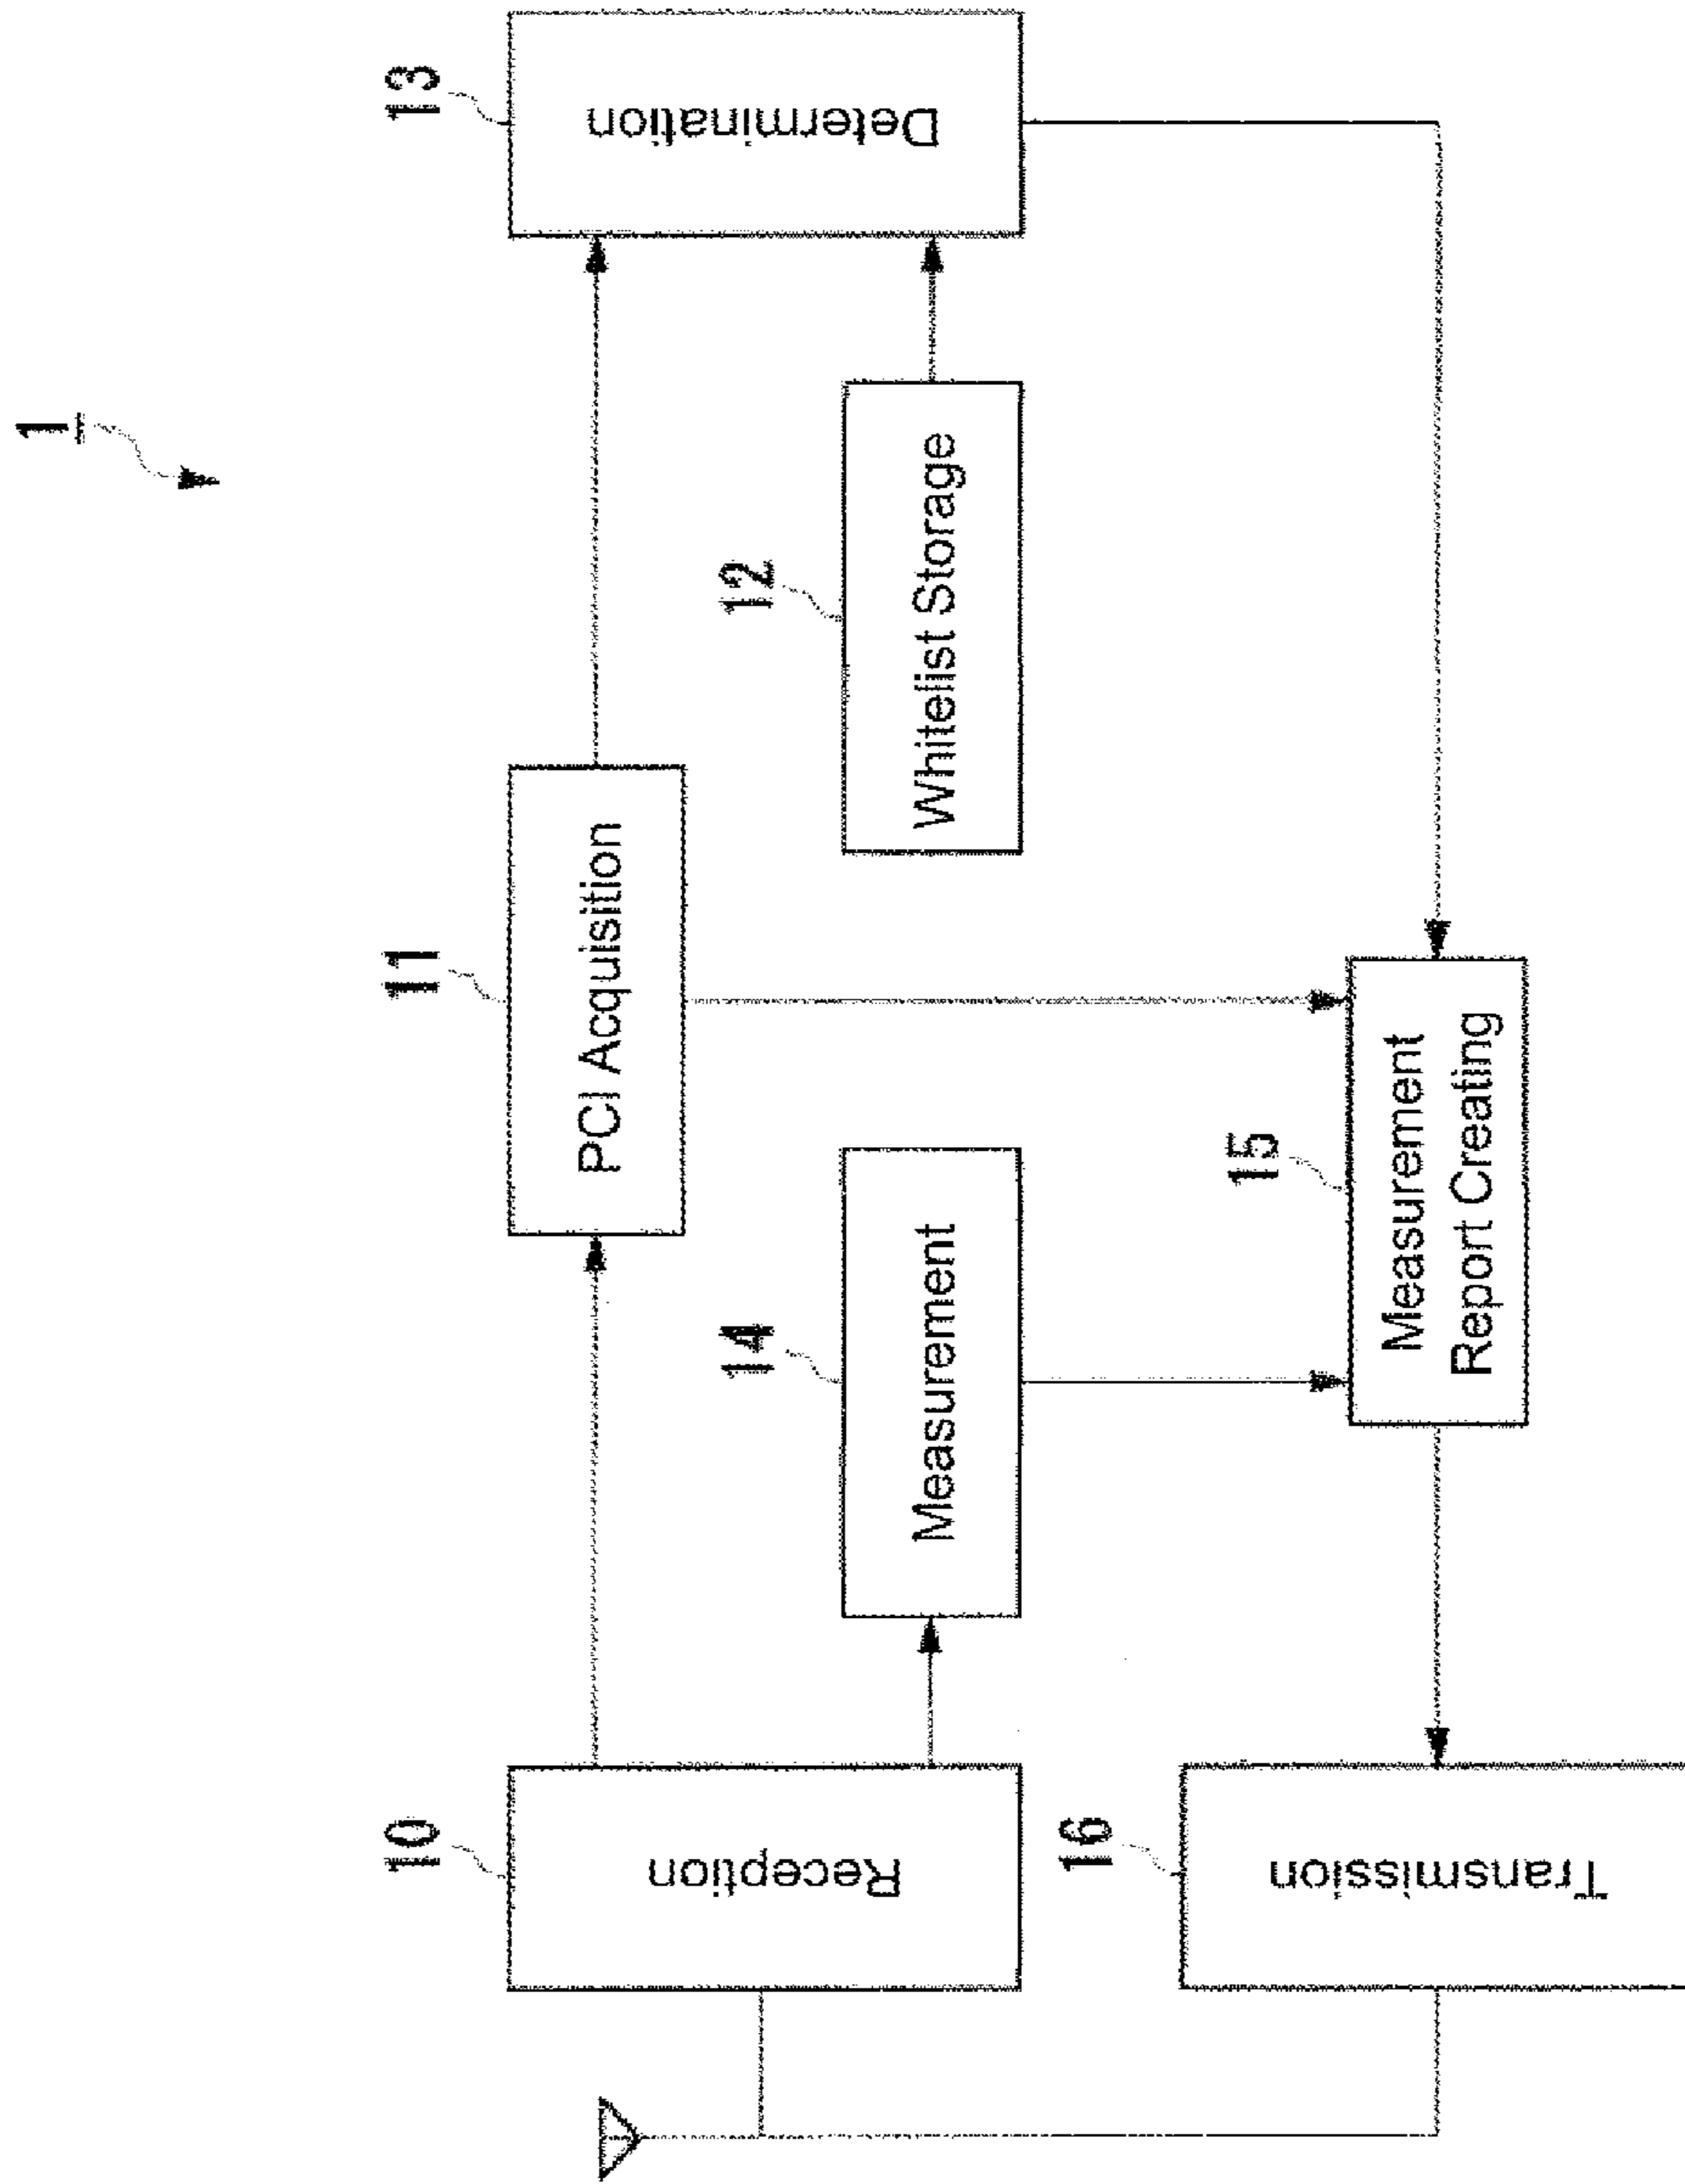 1
10
Reception
11
PCI Acquisition
13
Determination
14
Measurement
12
Whitelist Storage
15
Measurement
Report Creating
16
Transmission